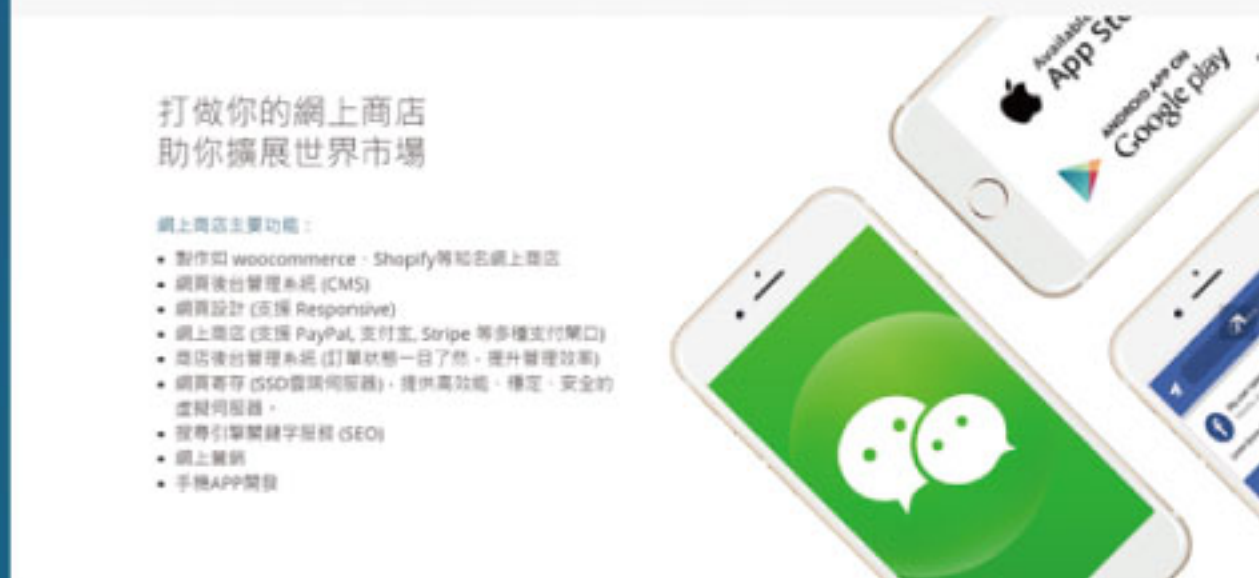 打做你的網上商店
助你擴展世界市場
網上商店主要功能：
製作如 woocommerce、Shopify等知名網上商店
網頁後台管理系統 (CMS)
網頁設計 (支援 Responsive)
網上商店 (支援 PayPal, 支付宝, Stripe 等多種支付閘口)
商店後台管理系統 (訂單狀態一目了然，提升管理效率)
網頁寄存 (SSD雲端伺服器)，提供高效能、穩定、安全的
虛擬伺服器。
搜尋引擎關鍵字服務 (SEO)
網上營銷
手機APP開發
Available
App Sto
ANDROID APP ON
Google play